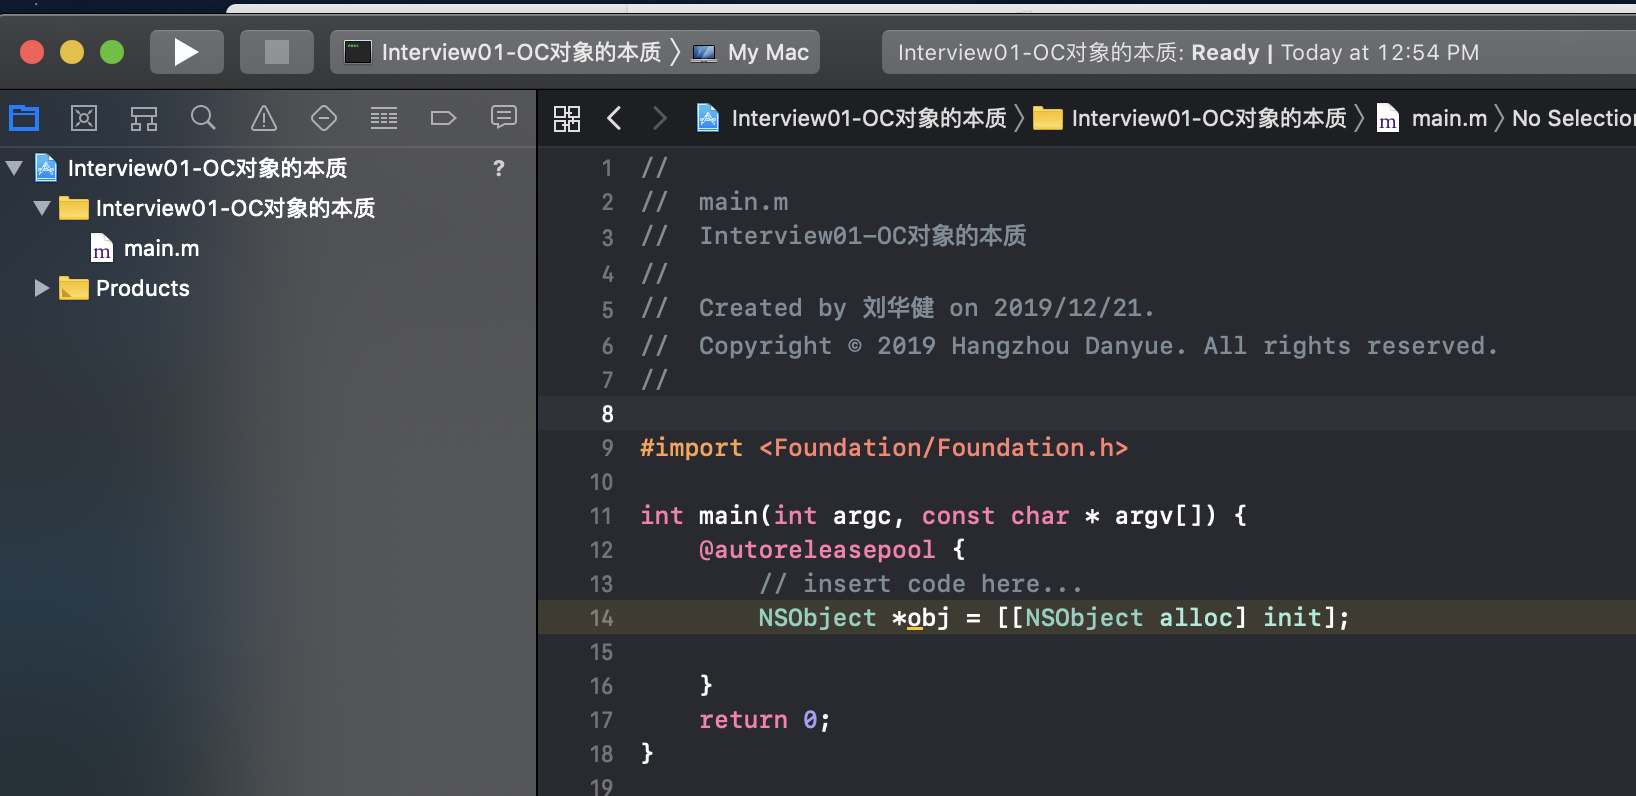 Interview01-OC对象的本质 〉 My Mac
Interview01-OC对象的本质: Ready | Today at 12:54 PM
Interview01-OC对象的本质 〉 Interview01-OC对象的本质 〉 main.m 〉 No Selection
Interview01-OC对象的本质 ?
Interview01-OC对象的本质
main.m
Products
1 //
2 //  main.m
3 //  Interview01-OC对象的本质
4 //
5 //  Created by 刘华健 on 2019/12/21.
6 //  Copyright © 2019 Hangzhou Danyue. All rights reserved.
7 //
8
9 #import <Foundation/Foundation.h>
10
11 int main(int argc, const char * argv[]) {
12     @autoreleasepool {
13         // insert code here...
14         NSObject *obj = [[NSObject alloc] init];
15
16     }
17     return 0;
18 }
19